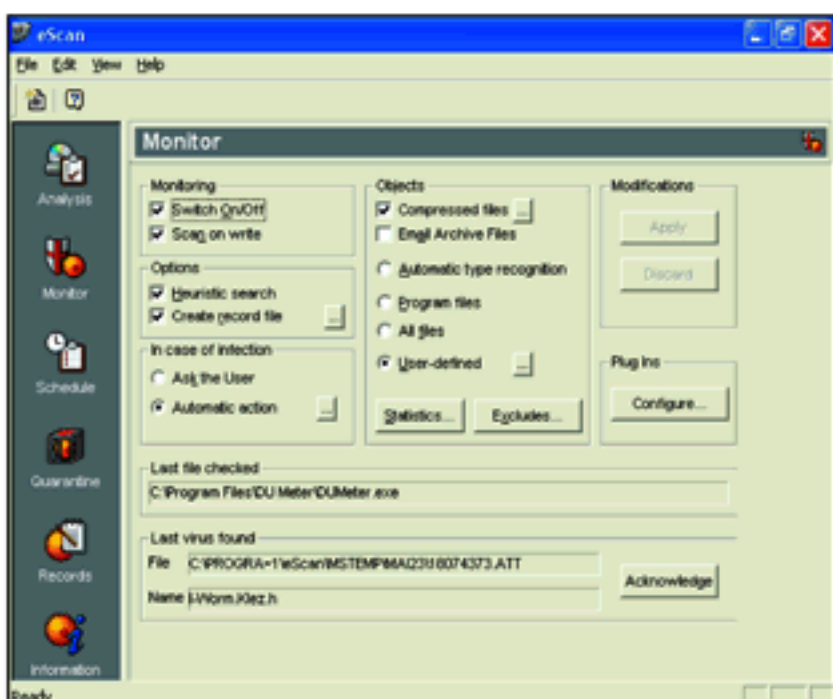 eScan
File Edit View Help
Monitor
Analysis
Monitor
Schedule
Quarantine
Records
Information
Monitoring
Switch On/Off
Scan on write
Options
Heuristic search
Create record file
...
In case of infection
Ask the User
Automatic action
...
Objects
Compressed files
...
Email Archive Files
Automatic type recognition
Program files
All files
User-defined
...
Statistics...
Excludes...
Modifications
Apply
Discard
Plug Ins
Configure...
Last file checked
C:\Program Files\DU Meter\DUMeter.exe
Last virus found
File
Name I-Worm.Klez.h
Acknowledge
Ready